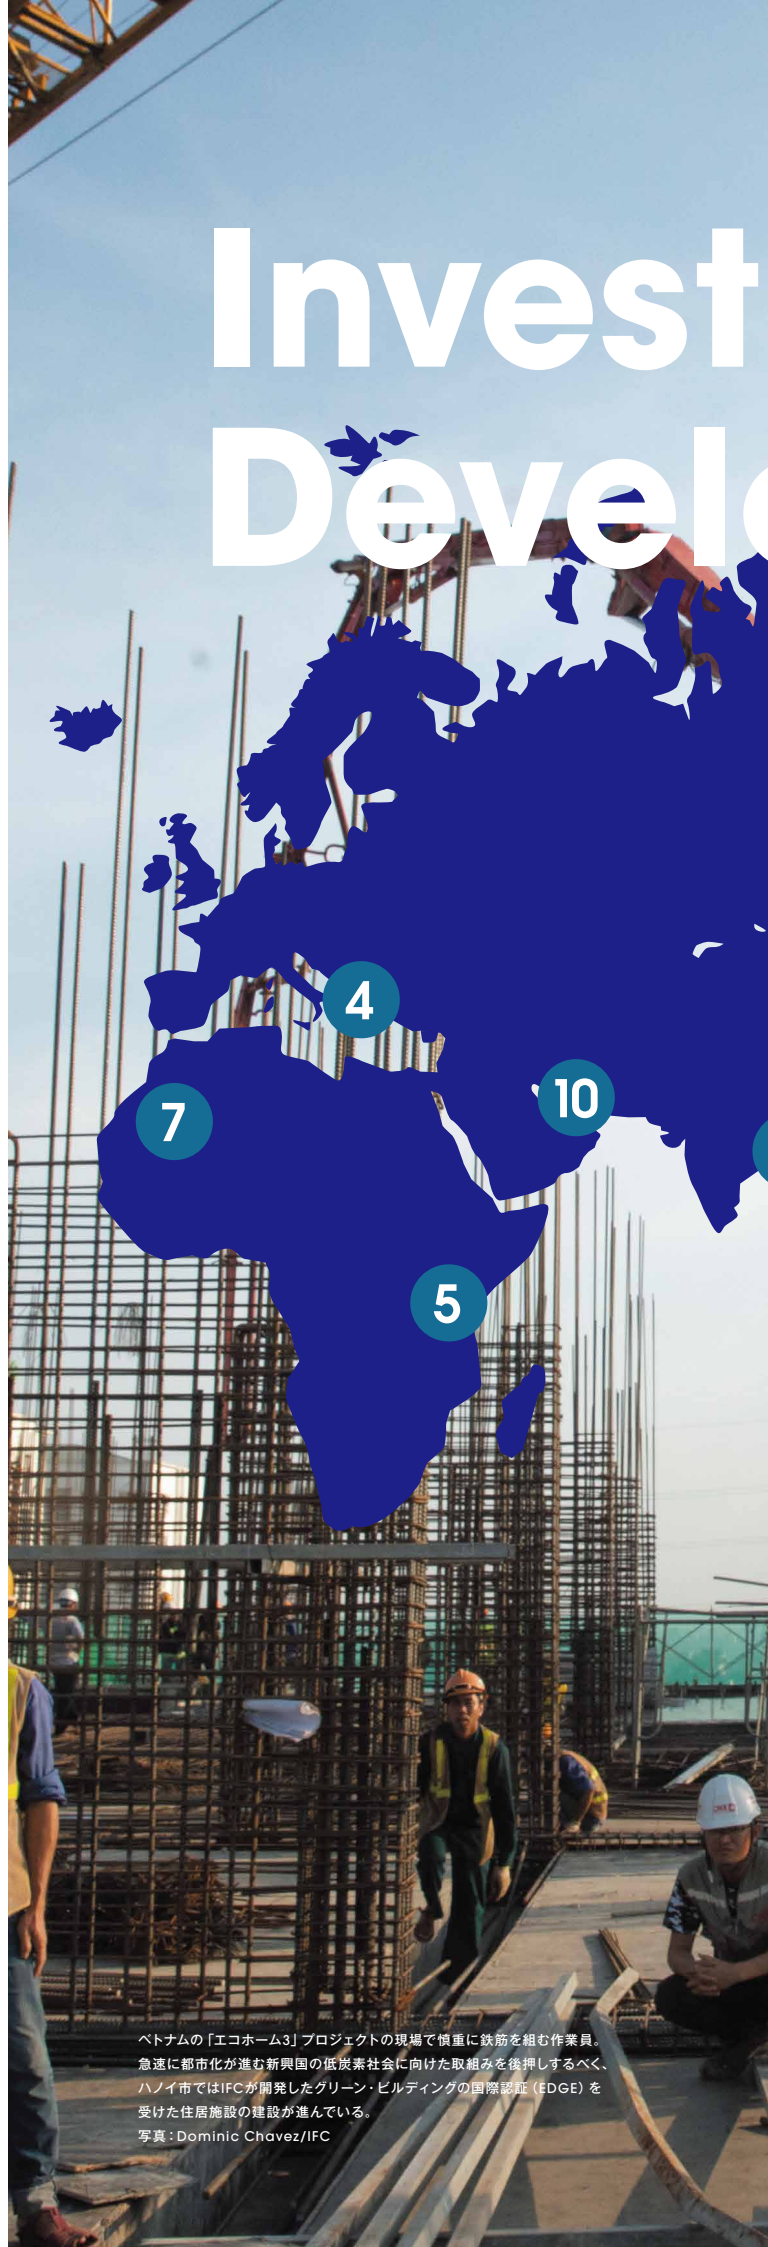 Invest
Develo
4
10
7
5
ベトナムの「エコホーム3」プロジェクトの現場で慎重に鉄筋を組む作業員。
急速に都市化が進む新興国の低炭素社会に向けた取組みを後押しするべく、
ハノイ市ではIFCが開発したグリーン・ビルディングの国際認証（EDGE）を
受けた住居施設の建設が進んでいる。
写真：Dominic Chavez/IFC